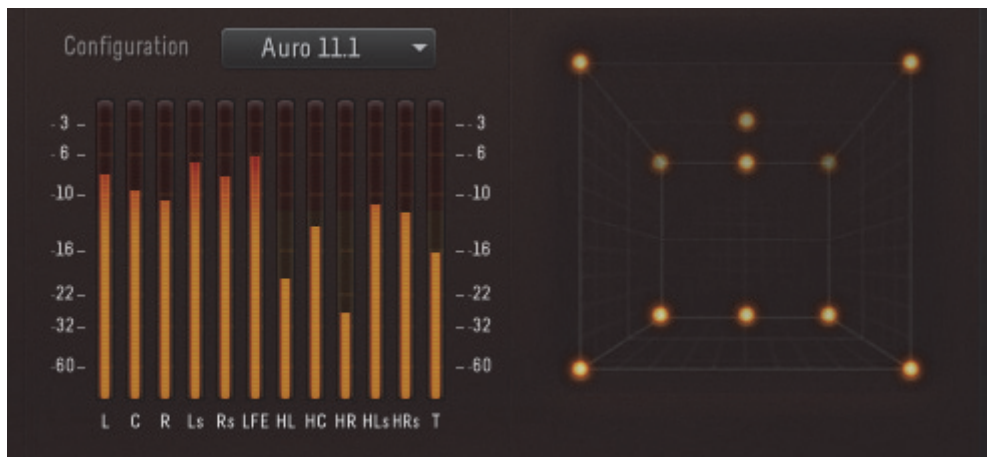 Configuration Auro 11.1
-3 - - -3
-6 - - -6
-10 - - -10
-16 - - -16
-22 - - -22
-32 - - -32
-60 - - -60
L C R Ls Rs LFE HL HC HR HLs HRs T